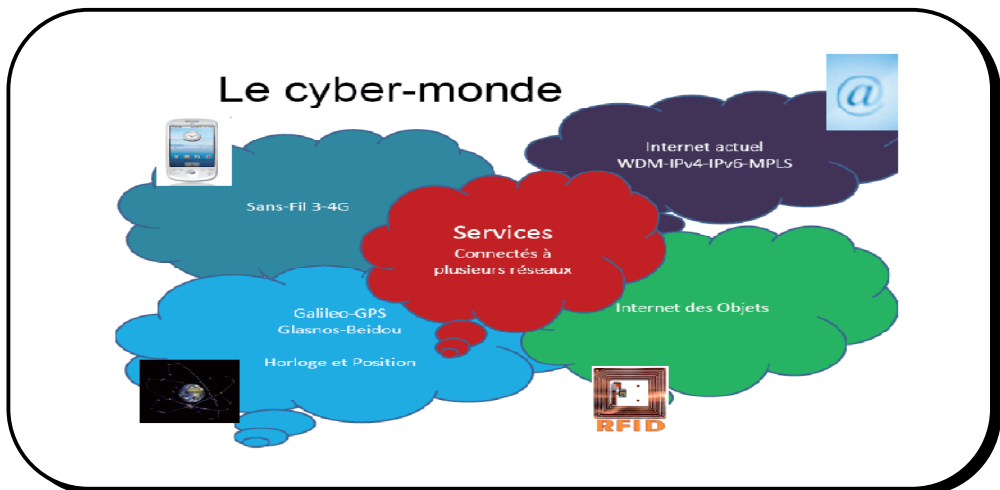 Le cyber-monde
@
Internet actuel
WDM-IPv4-IPv6-MPLS
Sans-Fil 3-4G
Services
Connectés à
plusieurs réseaux
Galileo-GPS
Glasnos-Beidou
Horloge et Position
Internet des Objets
RFID